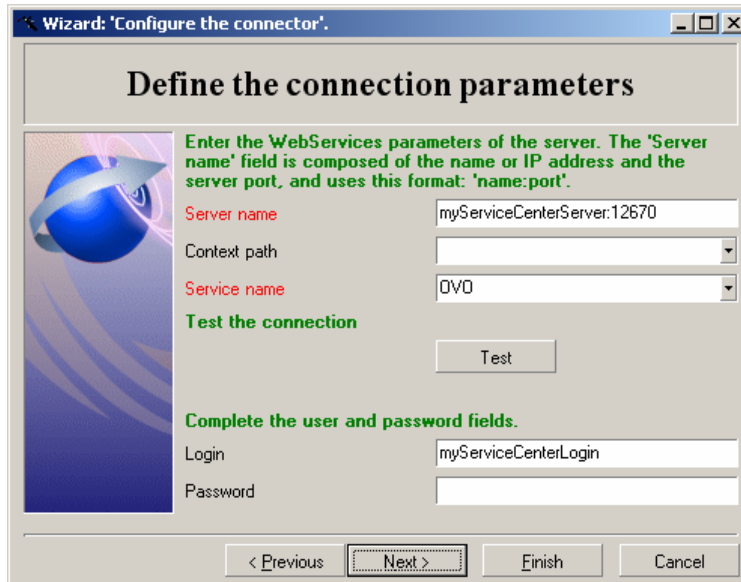 Wizard: 'Configure the connector'.
Define the connection parameters
Enter the WebServices parameters of the server. The 'Server
name' field is composed of the name or IP address and the
server port, and uses this format: 'name:port'.
Server name myServiceCenterServer:12670
Context path
Service name OVO
Test the connection
Test
Complete the user and password fields.
Login myServiceCenterLogin
Password
< Previous Next > Finish Cancel